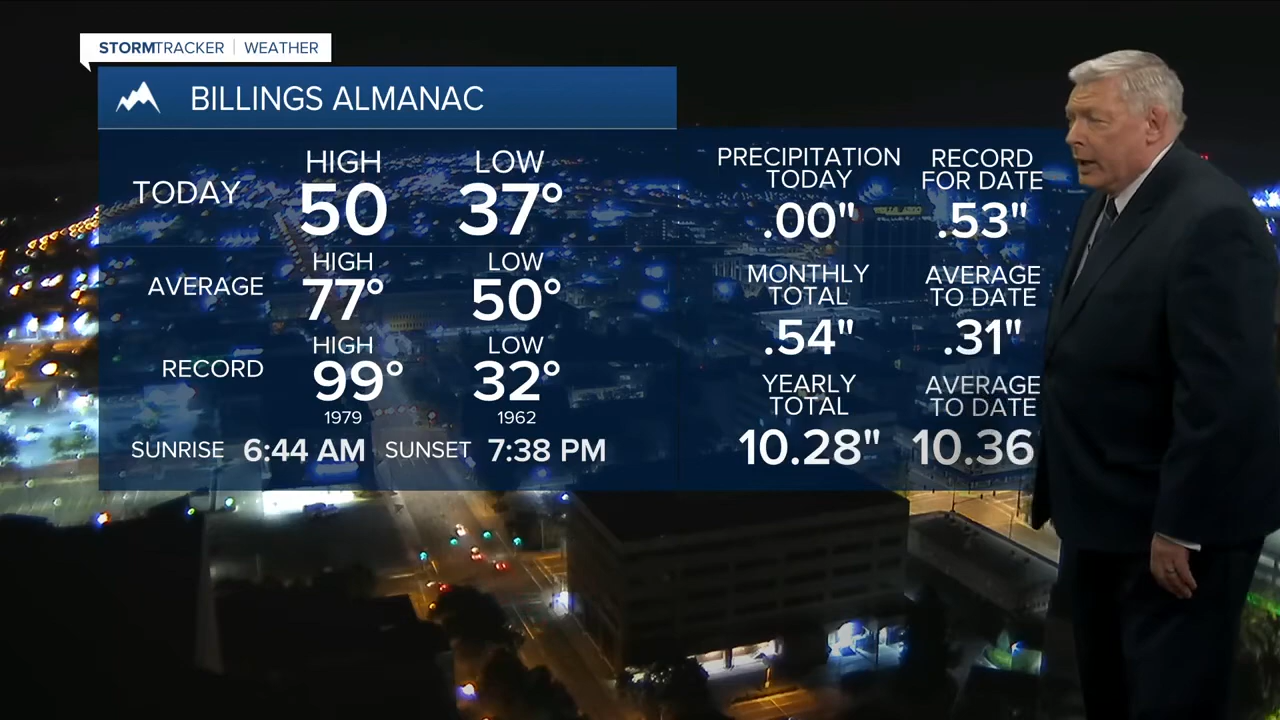 STORMTRACKER | WEATHER
BILLINGS ALMANAC
HIGH LOW
TODAY 50 37°
HIGH LOW
AVERAGE 77° 50°
HIGH LOW
RECORD 99° 32°
1979 1962
SUNRISE 6:44 AM SUNSET 7:38 PM
PRECIPITATION
TODAY
.00"
RECORD
FOR DATE
.53"
MONTHLY
TOTAL
.54"
AVERAGE
TO DATE
.31"
YEARLY
TOTAL
10.28"
AVERAGE
TO DATE
10.36